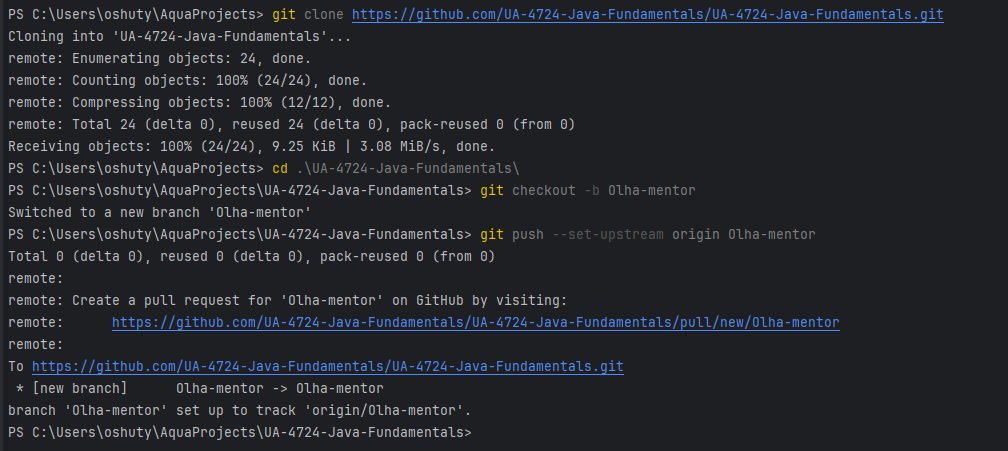 PS C:\Users\oshuty\AquaProjects> git clone https://github.com/UA-4724-Java-Fundamentals/UA-4724-Java-Fundamentals.git
Cloning into 'UA-4724-Java-Fundamentals'...
remote: Enumerating objects: 24, done.
remote: Counting objects: 100% (24/24), done.
remote: Compressing objects: 100% (12/12), done.
remote: Total 24 (delta 0), reused 24 (delta 0), pack-reused 0 (from 0)
Receiving objects: 100% (24/24), 9.25 KiB | 3.08 MiB/s, done.
PS C:\Users\oshuty\AquaProjects> cd .\UA-4724-Java-Fundamentals\
PS C:\Users\oshuty\AquaProjects\UA-4724-Java-Fundamentals> git checkout -b Olha-mentor
Switched to a new branch 'Olha-mentor'
PS C:\Users\oshuty\AquaProjects\UA-4724-Java-Fundamentals> git push --set-upstream origin Olha-mentor
Total 0 (delta 0), reused 0 (delta 0), pack-reused 0 (from 0)
remote:
remote: Create a pull request for 'Olha-mentor' on GitHub by visiting:
remote:      https://github.com/UA-4724-Java-Fundamentals/UA-4724-Java-Fundamentals/pull/new/Olha-mentor
remote:
To https://github.com/UA-4724-Java-Fundamentals/UA-4724-Java-Fundamentals.git
 * [new branch]      Olha-mentor -> Olha-mentor
branch 'Olha-mentor' set up to track 'origin/Olha-mentor'.
PS C:\Users\oshuty\AquaProjects\UA-4724-Java-Fundamentals>